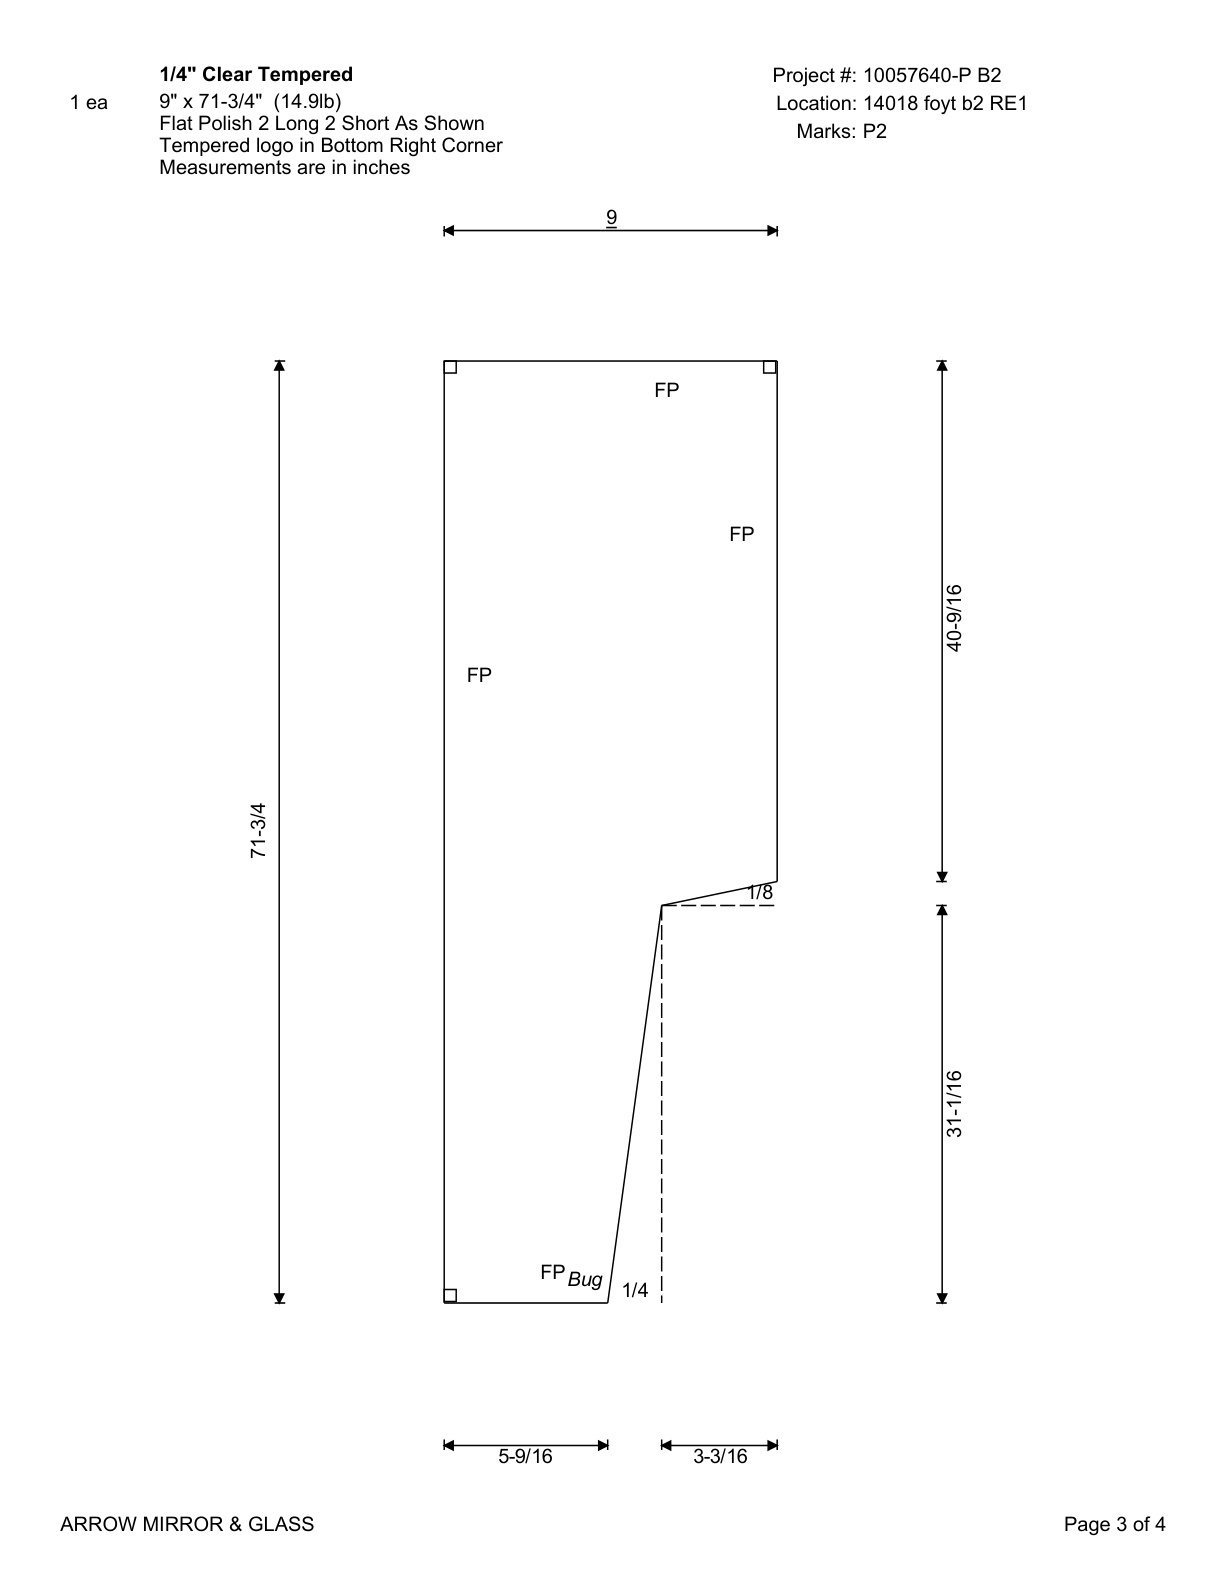 1/4" Clear Tempered
Project #: 10057640-P B2
1 ea
9" x 71-3/4" (14.9lb)
Location: 14018 foyt b2 RE1
Flat Polish 2 Long 2 Short As Shown
Marks: P2
Tempered logo in Bottom Right Corner
Measurements are in inches
9
FP
FP
40-9/16
FP
71-3/4
1/8
31-1/16
FP
Bug
1/4
5-9/16
3-3/16
ARROW MIRROR & GLASS
Page 3 of 4